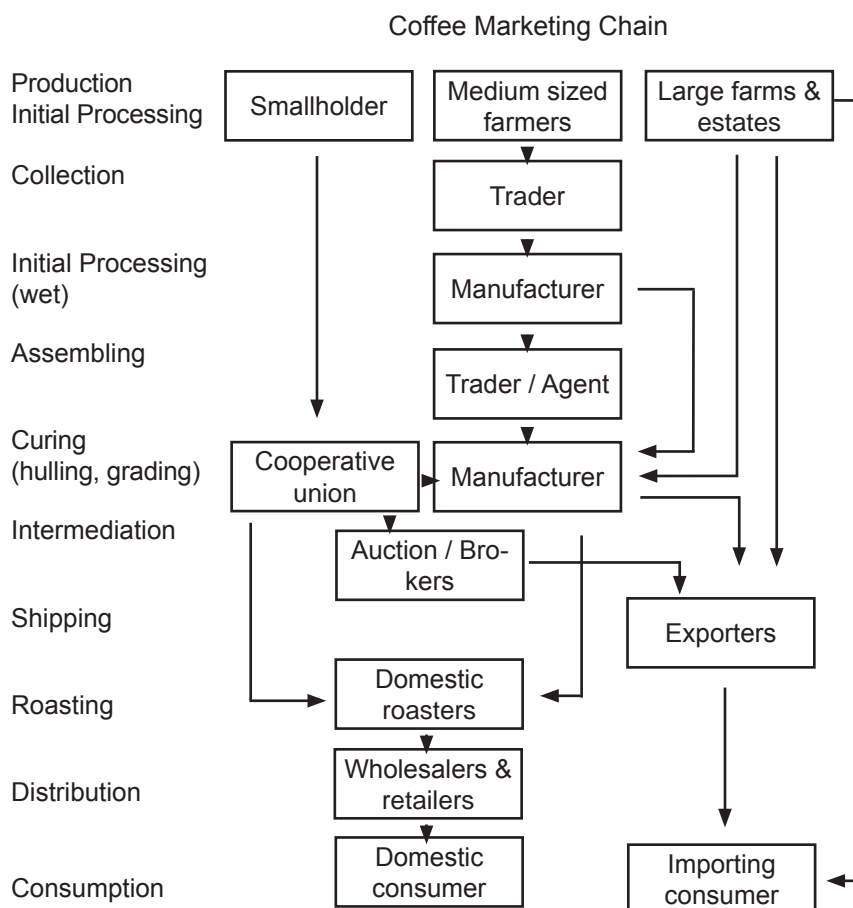 Coffee Marketing Chain
Production
Initial Processing
Smallholder
Medium sized
farmers
Large farms &
estates
Collection
Trader
Initial Processing
(wet)
Manufacturer
Assembling
Trader / Agent
Curing
(hulling, grading)
Cooperative
union
Manufacturer
Intermediation
Auction / Bro-
kers
Shipping
Exporters
Roasting
Domestic
roasters
Distribution
Wholesalers &
retailers
Consumption
Domestic
consumer
Importing
consumer